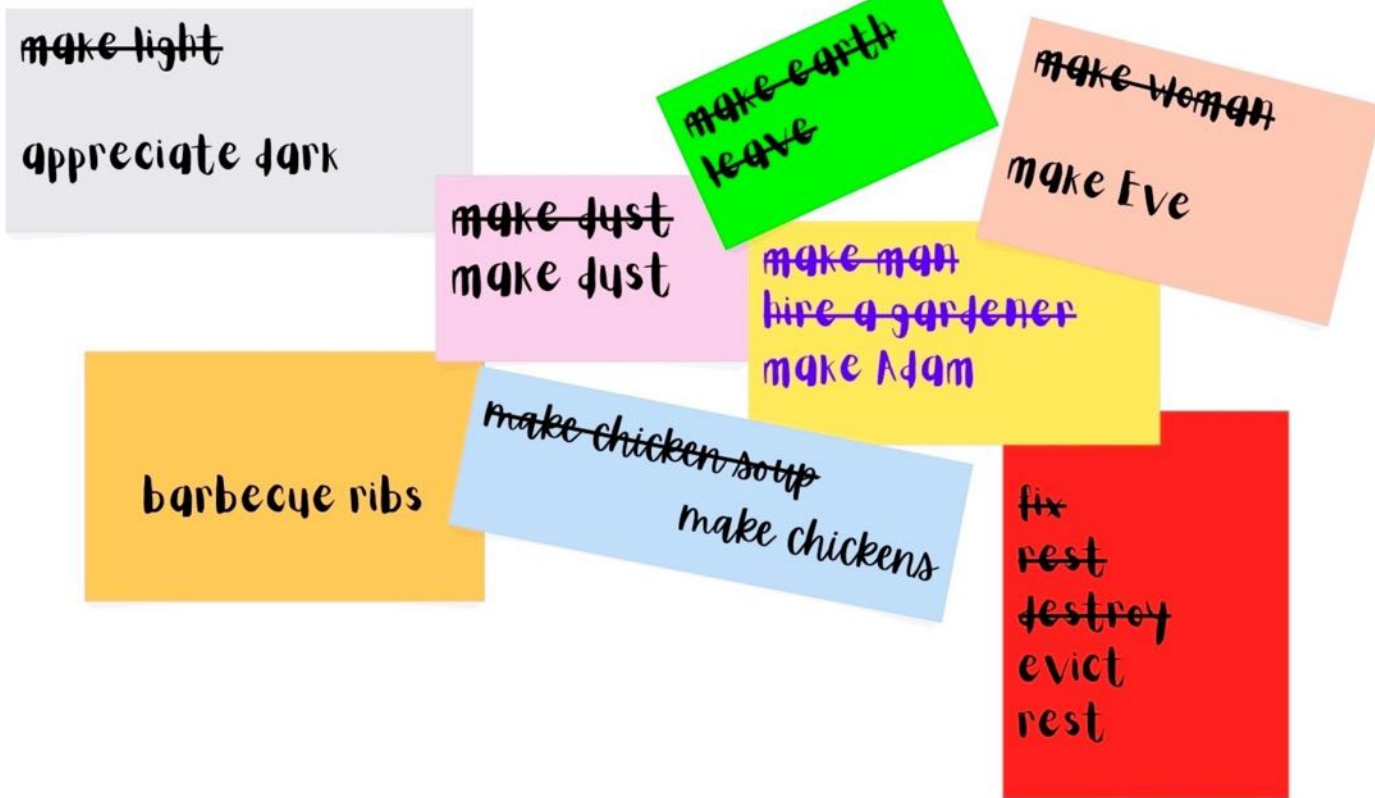 make light
appreciate dark
make earth
leave
make woman
make Eve
make dust
make dust
make man
hire a gardener
make Adam
barbecue ribs
make chicken soup
make chickens
fix
rest
destroy
evict
rest